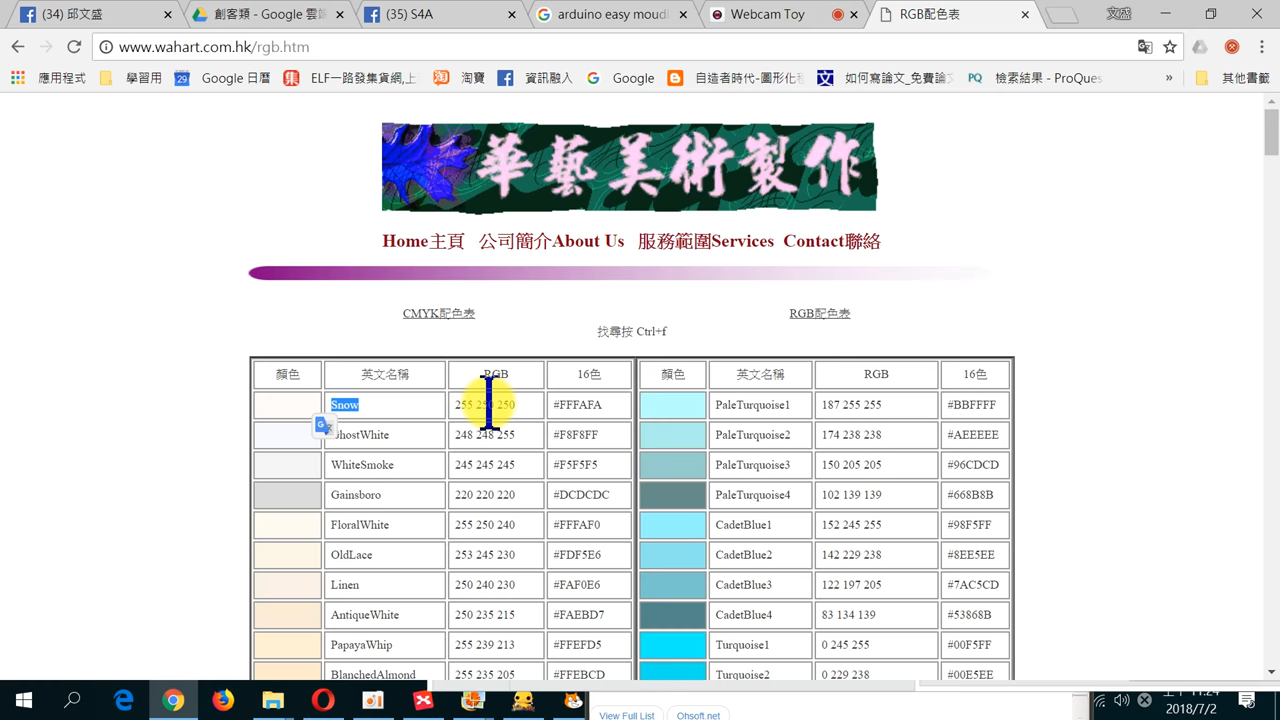 (34) 邱文盛
創客類 - Google 雲端
(35) S4A
arduino easy moudl
Webcam Toy
RGB配色表
文盛
www.wahart.com.hk/rgb.htm
應用程式
學習用
29
Google 日曆
集
ELF一路發集貨網,上
淘
淘寶
資訊融入
Google
自造者時代-圖形化程
文
如何寫論文_免費論文
PQ
檢索結果 - ProQues
»
其他書籤
華藝美術製作
Home主頁 公司簡介About Us 服務範圍Services Contact聯絡
CMYK配色表 RGB配色表
找尋按 Ctrl+f
顏色 英文名稱 RGB 16色 顏色 英文名稱 RGB 16色
Snow 255 250 250 #FFFAFA PaleTurquoise1 187 255 255 #BBFFFF
GhostWhite 248 248 255 #F8F8FF PaleTurquoise2 174 238 238 #AEEEEE
WhiteSmoke 245 245 245 #F5F5F5 PaleTurquoise3 150 205 205 #96CDCD
Gainsboro 220 220 220 #DCDCDC PaleTurquoise4 102 139 139 #668B8B
FloralWhite 255 250 240 #FFFAF0 CadetBlue1 152 245 255 #98F5FF
OldLace 253 245 230 #FDF5E6 CadetBlue2 142 229 238 #8EE5EE
Linen 250 240 230 #FAF0E6 CadetBlue3 122 197 205 #7AC5CD
AntiqueWhite 250 235 215 #FAEBD7 CadetBlue4 83 134 139 #53868B
PapayaWhip 255 239 213 #FFEFD5 Turquoise1 0 245 255 #00F5FF
BlanchedAlmond 255 235 205 #FFEBCD Turquoise2 0 229 238 #00E5EE
View Full List Ohsoft.net
2018/7/2